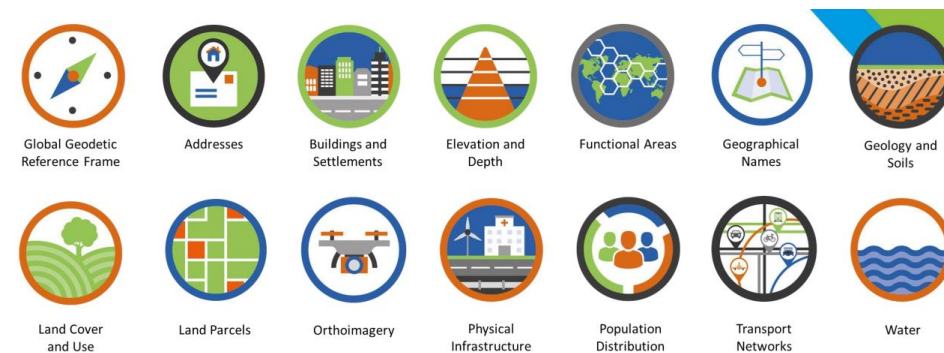 Global Geodetic
Reference Frame
Addresses
Buildings and
Settlements
Elevation and
Depth
Functional Areas
Geographical
Names
Geology and
Soils
Land Cover
and Use
Land Parcels
Orthoimagery
Physical
Infrastructure
Population
Distribution
Transport
Networks
Water